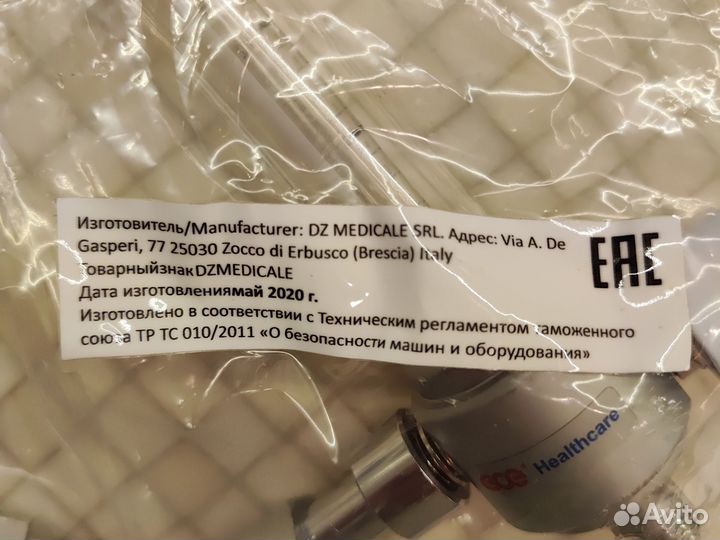 Изготовитель/Manufacturer: DZ MEDICALE SRL. Адрес: Via A. De
Gasperi, 77 25030 Zocco di Erbusco (Brescia) Italy
ТоварныйзнакDZMEDICALE
Дата изготовлениямай 2020 г.
Изготовлено в соответствии с Техническим регламентом таможенного
союза ТР ТС 010/2011 «О безопасности машин и оборудования»
EAC
gce Healthcare
Avito